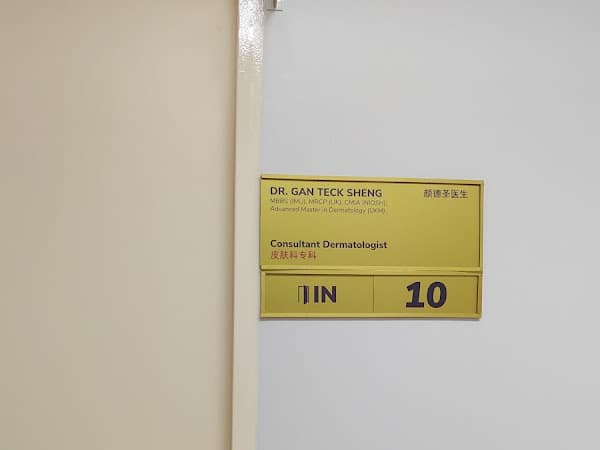 DR. GAN TECK SHENG 颜德圣医生
MBBS (IMU), MRCP (UK), CMIA (NIOSH),
Advanced Master in Dermatology (UKM)
Consultant Dermatologist
皮肤科专科
IN 10